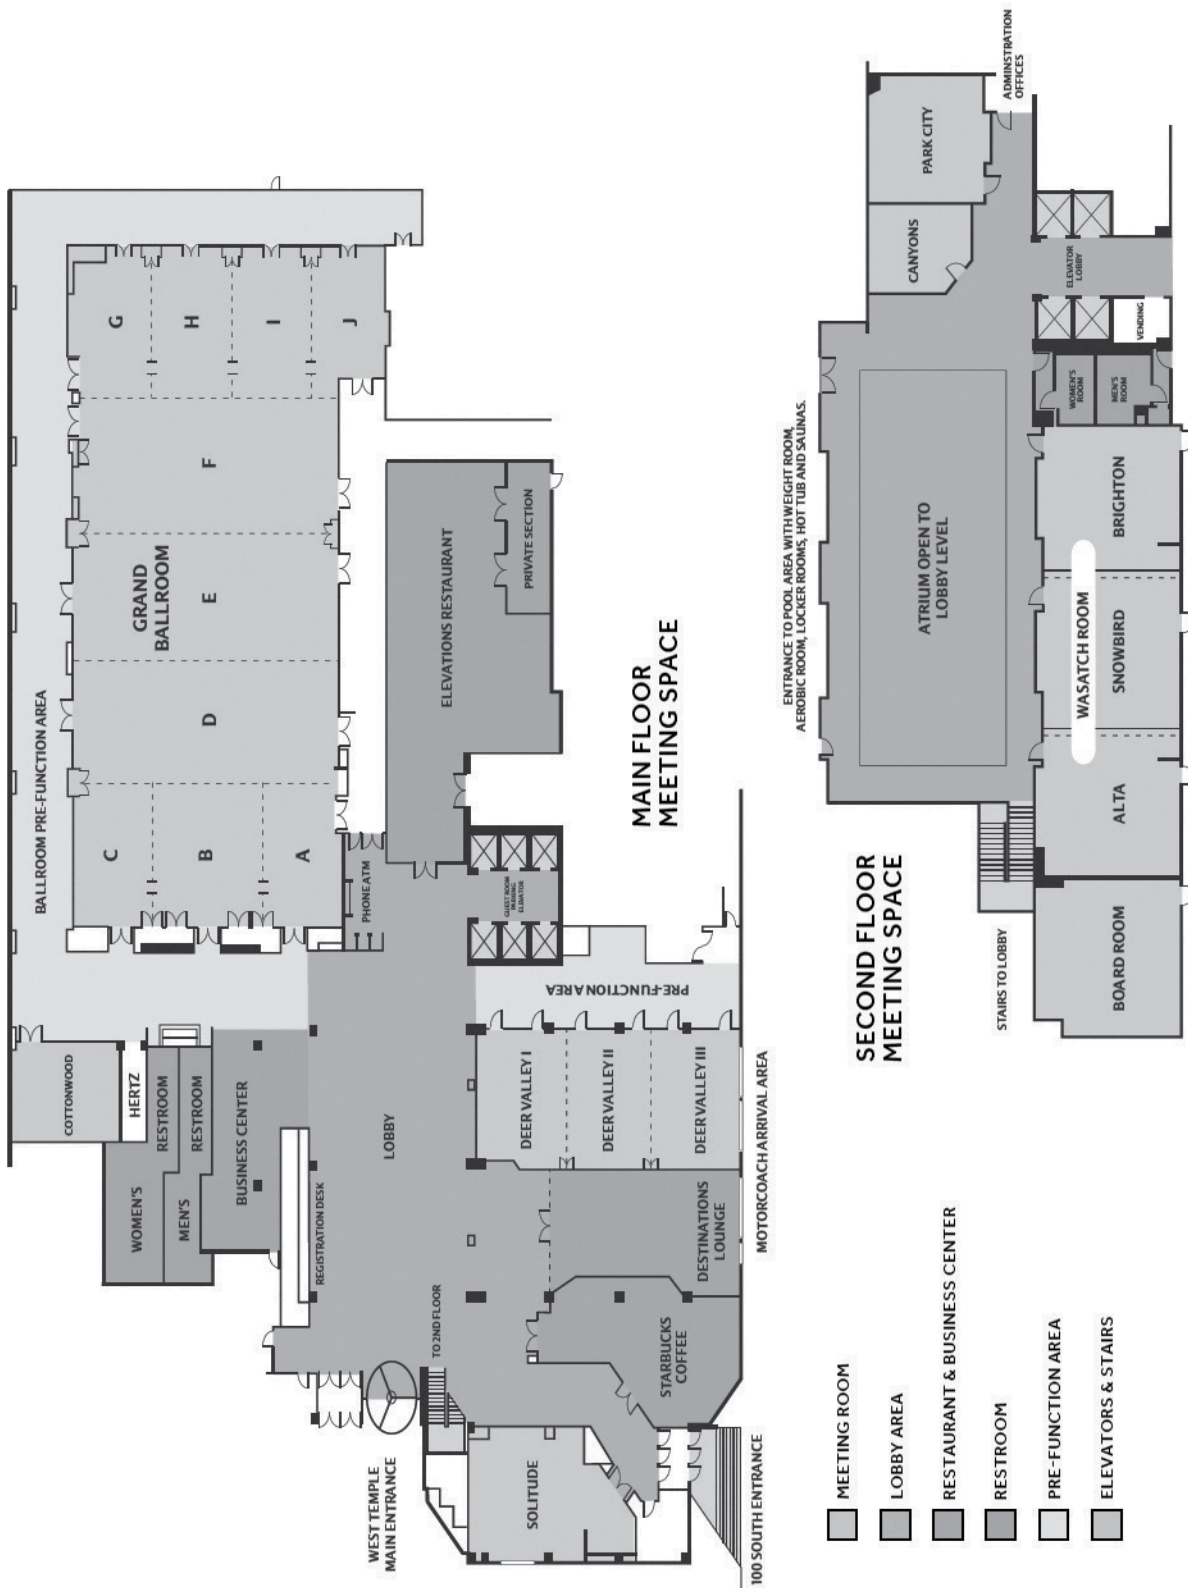 BALLROOM PRE-FUNCTION AREA
COTTONWOOD
HERTZ
WOMEN'S
RESTROOM
MEN'S
RESTROOM
BUSINESS CENTER
REGISTRATION DESK
LOBBY
PHONE ATM
GRAND
BALLROOM
A
B
C
D
E
F
G
H
I
J
ELEVATIONS RESTAURANT
PRIVATE SECTION
GUEST ROOM
PARKING
ELEVATOR
PRE-FUNCTION AREA
DEER VALLEY I
DEER VALLEY II
DEER VALLEY III
MOTORCOACH ARRIVAL AREA
DESTINATIONS
LOUNGE
STARBUCKS
COFFEE
TO 2ND FLOOR
WEST TEMPLE
MAIN ENTRANCE
SOLITUDE
100 SOUTH ENTRANCE
MAIN FLOOR
MEETING SPACE
ENTRANCE TO POOL AREA WITH WEIGHT ROOM,
AEROBIC ROOM, LOCKER ROOMS, HOT TUB AND SAUNAS.
ATRIUM OPEN TO
LOBBY LEVEL
CANYONS
PARK CITY
ADMINSTRATION
OFFICES
ELEVATOR
LOBBY
VENDING
WOMEN'S
ROOM
MEN'S
ROOM
STAIRS TO LOBBY
WASATCH ROOM
BOARD ROOM
ALTA
SNOWBIRD
BRIGHTON
SECOND FLOOR
MEETING SPACE
MEETING ROOM
LOBBY AREA
RESTAURANT & BUSINESS CENTER
RESTROOM
PRE-FUNCTION AREA
ELEVATORS & STAIRS